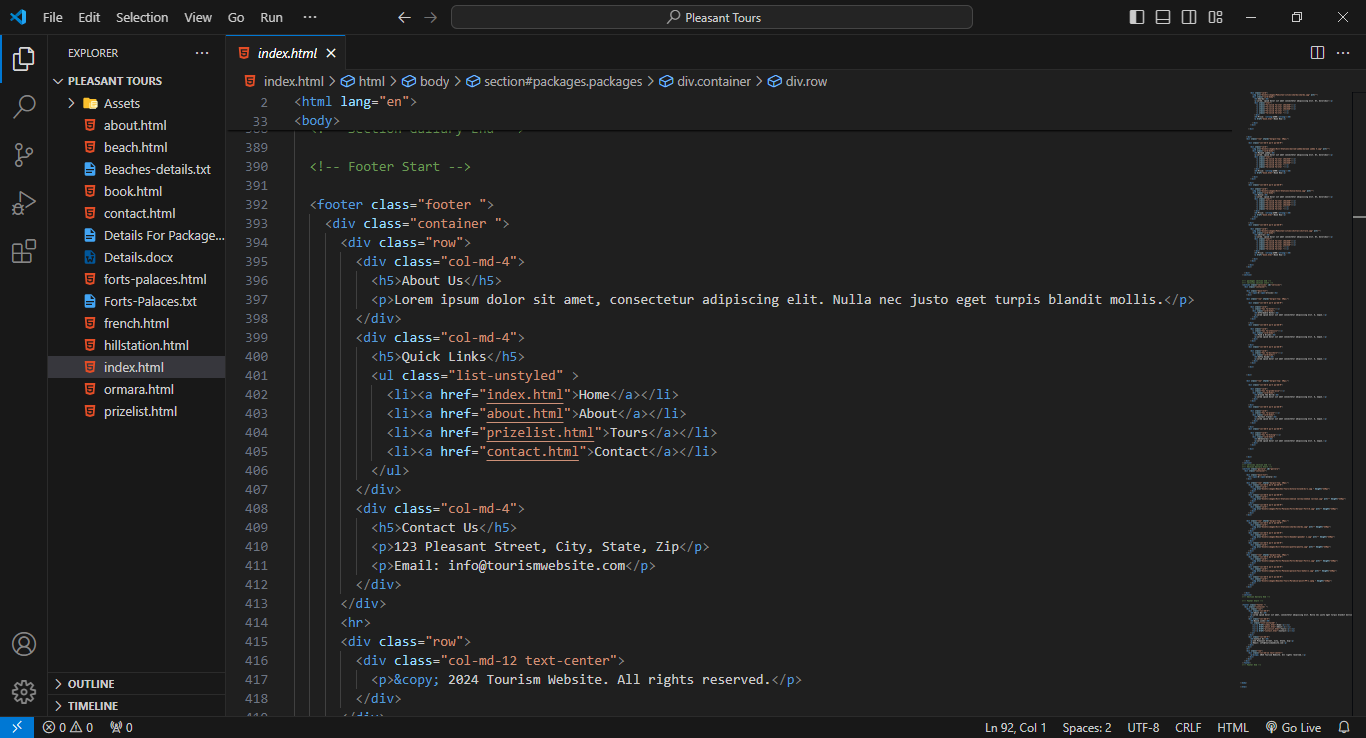 File Edit Selection View Go Run ···
Pleasant Tours
EXPLORER ···
PLEASANT TOURS
Assets
about.html
beach.html
Beaches-details.txt
book.html
contact.html
Details For Package...
Details.docx
forts-palaces.html
Forts-Palaces.txt
french.html
hillstation.html
index.html
ormara.html
prizelist.html
OUTLINE
TIMELINE
index.html
index.html > html > body > section#packages.packages > div.container > div.row
2 <html lang="en">
33 <body>
389
390 <!-- Footer Start -->
391
392 <footer class="footer ">
393 <div class="container ">
394 <div class="row">
395 <div class="col-md-4">
396 <h5>About Us</h5>
397 <p>Lorem ipsum dolor sit amet, consectetur adipiscing elit. Nulla nec justo eget turpis blandit mollis.</p>
398 </div>
399 <div class="col-md-4">
400 <h5>Quick Links</h5>
401 <ul class="list-unstyled" >
402 <li><a href="index.html">Home</a></li>
403 <li><a href="about.html">About</a></li>
404 <li><a href="prizelist.html">Tours</a></li>
405 <li><a href="contact.html">Contact</a></li>
406 </ul>
407 </div>
408 <div class="col-md-4">
409 <h5>Contact Us</h5>
410 <p>123 Pleasant Street, City, State, Zip</p>
411 <p>Email: info@tourismwebsite.com</p>
412 </div>
413 </div>
414 <hr>
415 <div class="row">
416 <div class="col-md-12 text-center">
417 <p>&copy; 2024 Tourism Website. All rights reserved.</p>
418 </div>
0 0 0
Ln 92, Col 1 Spaces: 2 UTF-8 CRLF HTML Go Live